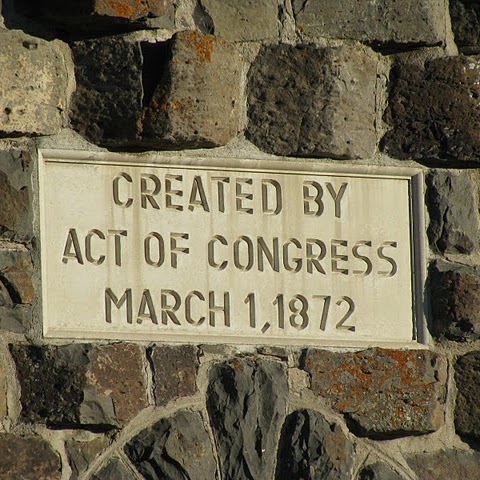 CREATED BY
ACT OF CONGRESS
MARCH 1,1872